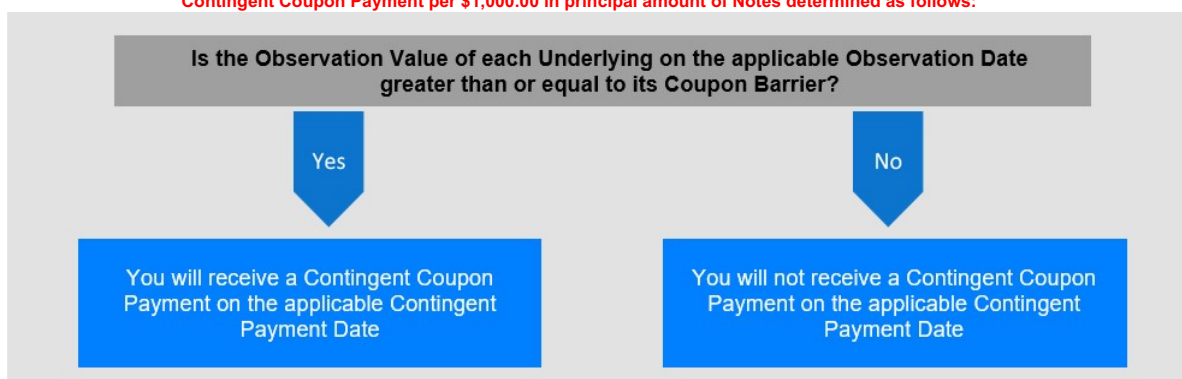 Contingent Coupon Payment per $1,000.00 in principal amount of Notes determined as follows:
Is the Observation Value of each Underlying on the applicable Observation Date
greater than or equal to its Coupon Barrier?
Yes
No
You will receive a Contingent Coupon
Payment on the applicable Contingent
Payment Date
You will not receive a Contingent Coupon
Payment on the applicable Contingent
Payment Date